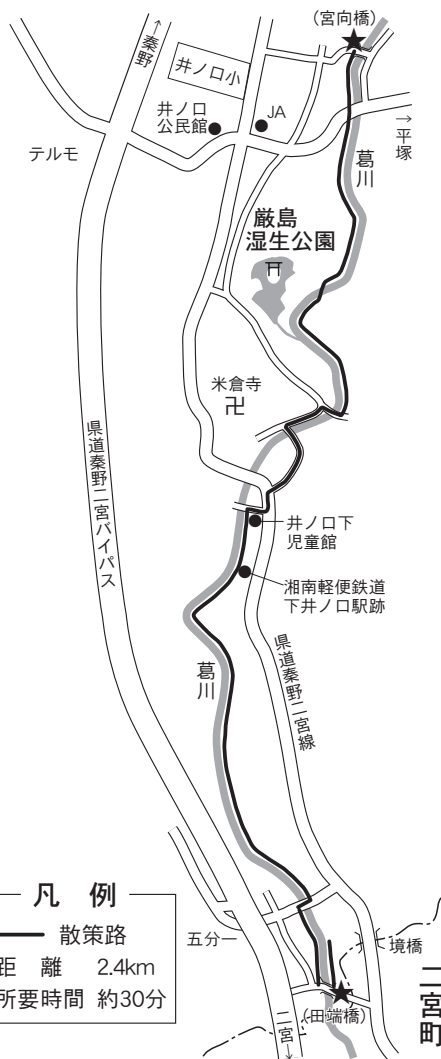 (宮向橋)
→秦野
井ノ口小
井ノ口
公民館
JA
→平塚
テルモ
葛川
厳島
湿生公園
米倉寺
県道秦野二宮バイパス
井ノ口下
児童館
湘南軽便鉄道
下井ノ口駅跡
葛川
県道秦野二宮線
凡 例
散策路
距 離 2.4km
所要時間 約30分
五分一
境橋
(田端橋)
二宮→
二宮町